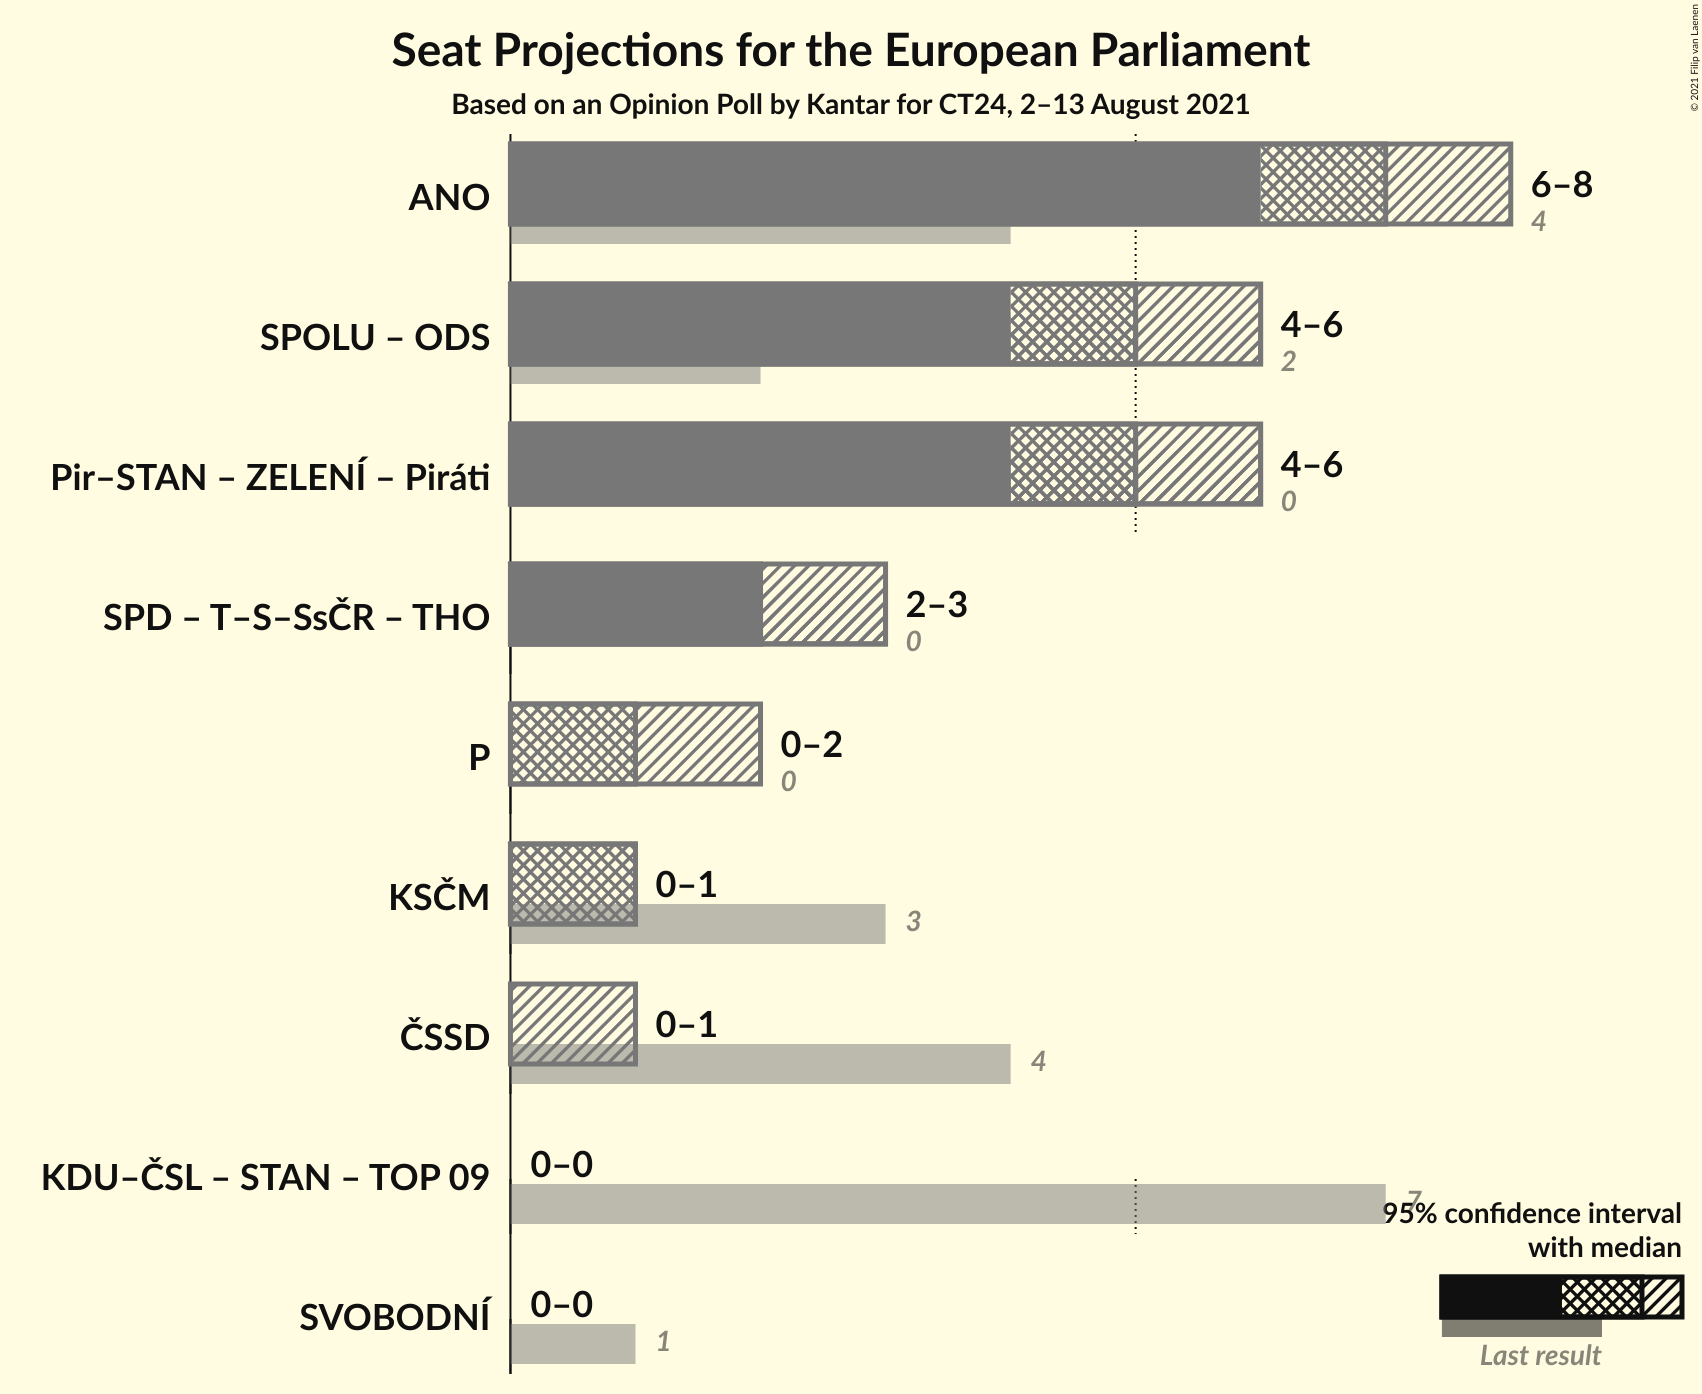 Seat Projections for the European Parliament
Based on an Opinion Poll by Kantar for CT24, 2–13 August 2021
© 2021 Filip van Laenen
ANO
6–8
4
SPOLU – ODS
4–6
2
Pir–STAN – ZELENÍ – Piráti
4–6
0
SPD – T–S–SsČR – THO
2–3
0
P
0–2
0
KSČM
0–1
3
ČSSD
0–1
4
KDU–ČSL – STAN – TOP 09
0–0
7
SVOBODNÍ
0–0
1
95% confidence interval
with median
Last result